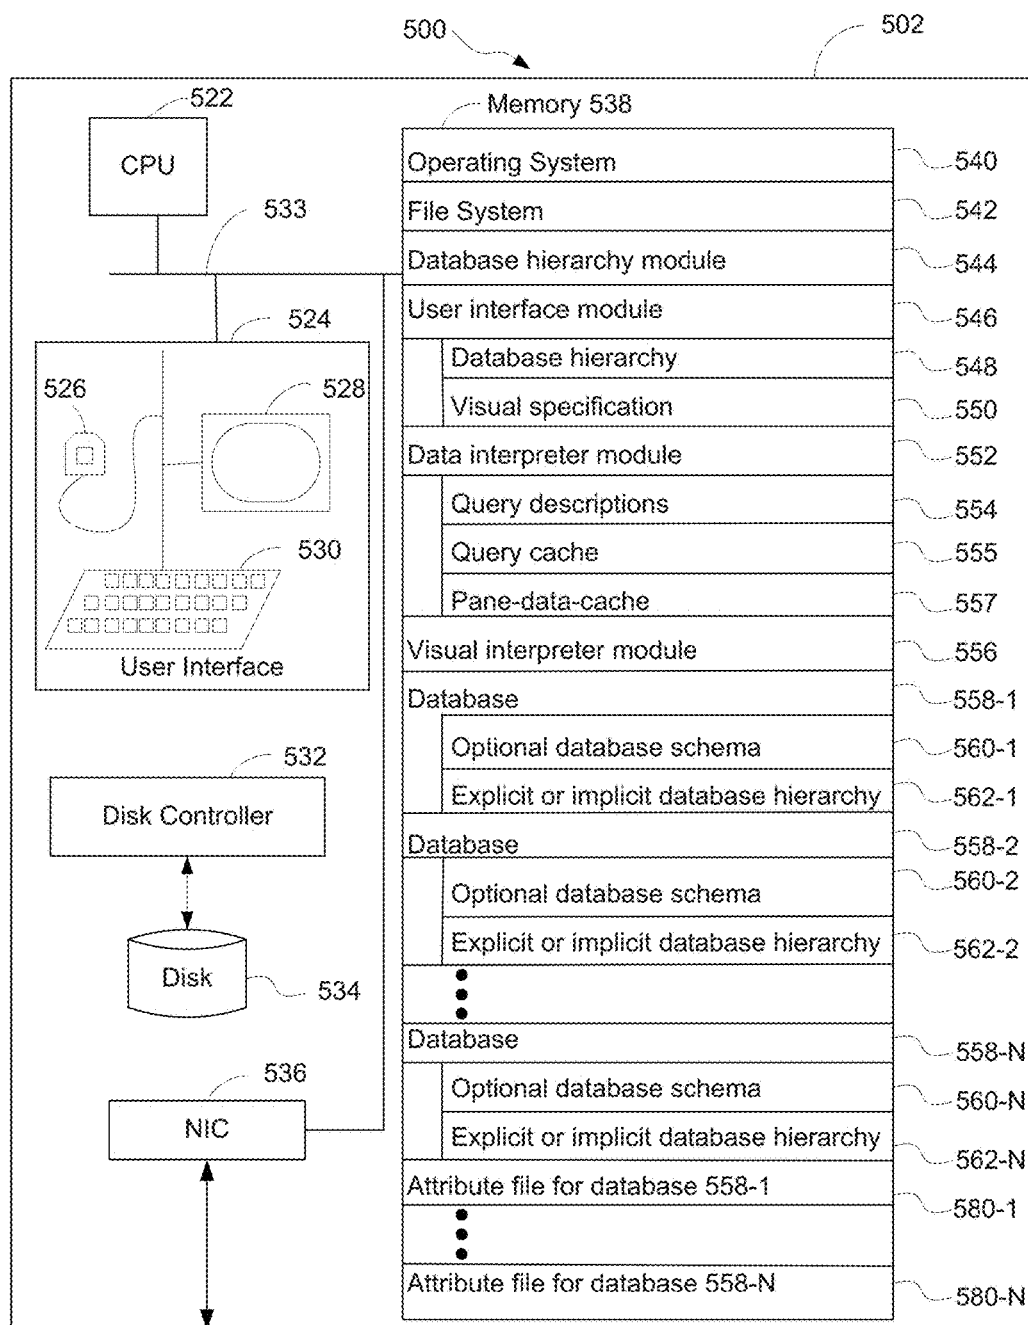 500
502
522
CPU
533
524
526
528
530
User Interface
532
Disk Controller
Disk
534
536
NIC
Memory 538
Operating System 540
File System 542
Database hierarchy module 544
User interface module 546
Database hierarchy 548
Visual specification 550
Data interpreter module 552
Query descriptions 554
Query cache 555
Pane-data-cache 557
Visual interpreter module 556
Database 558-1
Optional database schema 560-1
Explicit or implicit database hierarchy 562-1
Database 558-2
Optional database schema 560-2
Explicit or implicit database hierarchy 562-2
Database 558-N
Optional database schema 560-N
Explicit or implicit database hierarchy 562-N
Attribute file for database 558-1 580-1
Attribute file for database 558-N 580-N